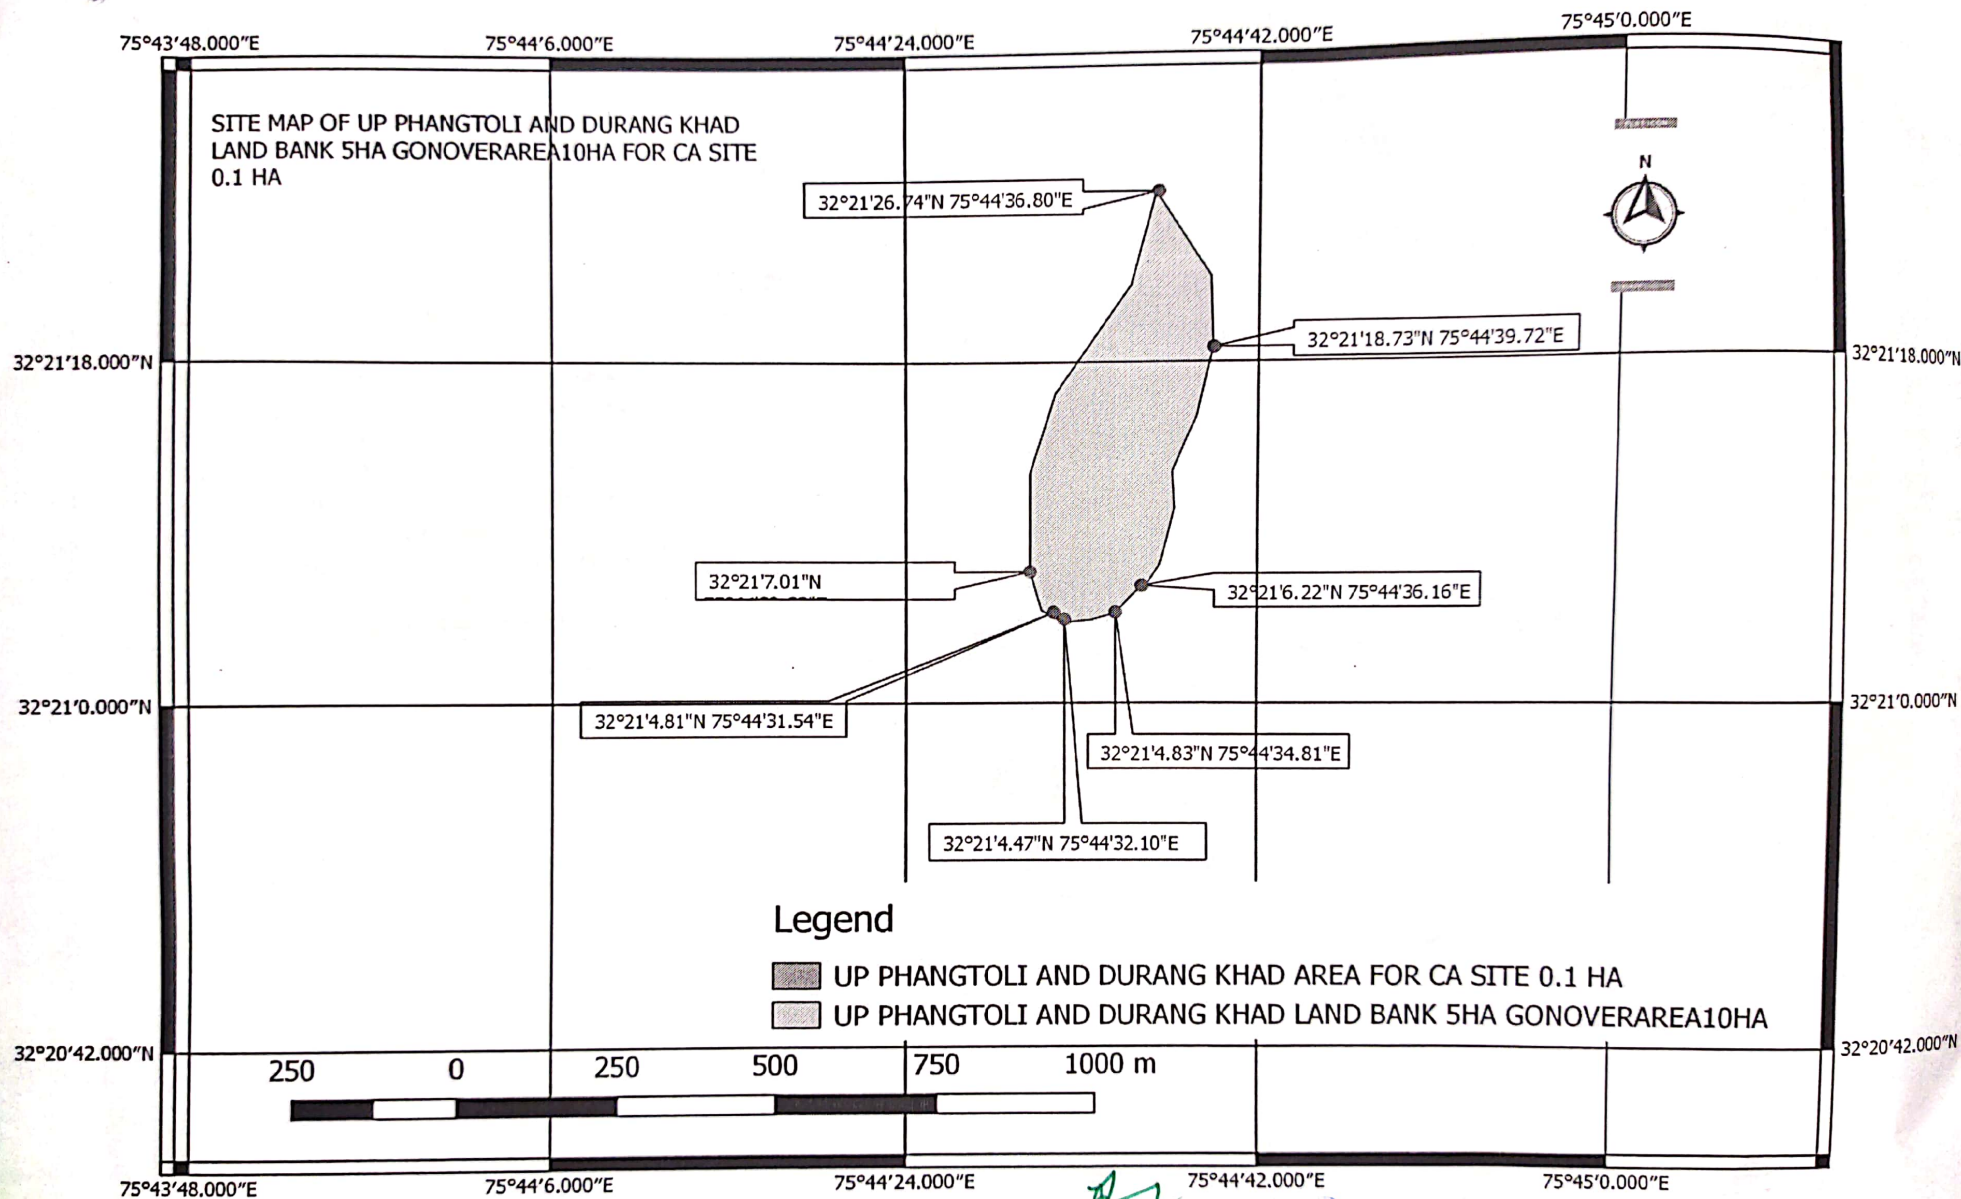 75°43'48.000"E 75°44'6.000"E 75°44'24.000"E 75°44'42.000"E 75°45'0.000"E
SITE MAP OF UP PHANGTOLI AND DURANG KHAD
LAND BANK 5HA GONOVERAREA10HA FOR CA SITE
0.1 HA
N
32°21'26.74"N 75°44'36.80"E
32°21'18.73"N 75°44'39.72"E
32°21'18.000"N 32°21'18.000"N
32°21'7.01"N
32°21'6.22"N 75°44'36.16"E
32°21'0.000"N 32°21'0.000"N
32°21'4.81"N 75°44'31.54"E
32°21'4.83"N 75°44'34.81"E
32°21'4.47"N 75°44'32.10"E
Legend
UP PHANGTOLI AND DURANG KHAD AREA FOR CA SITE 0.1 HA
UP PHANGTOLI AND DURANG KHAD LAND BANK 5HA GONOVERAREA10HA
32°20'42.000"N 32°20'42.000"N
250 0 250 500 750 1000 m
75°43'48.000"E 75°44'6.000"E 75°44'24.000"E 75°44'42.000"E 75°45'0.000"E